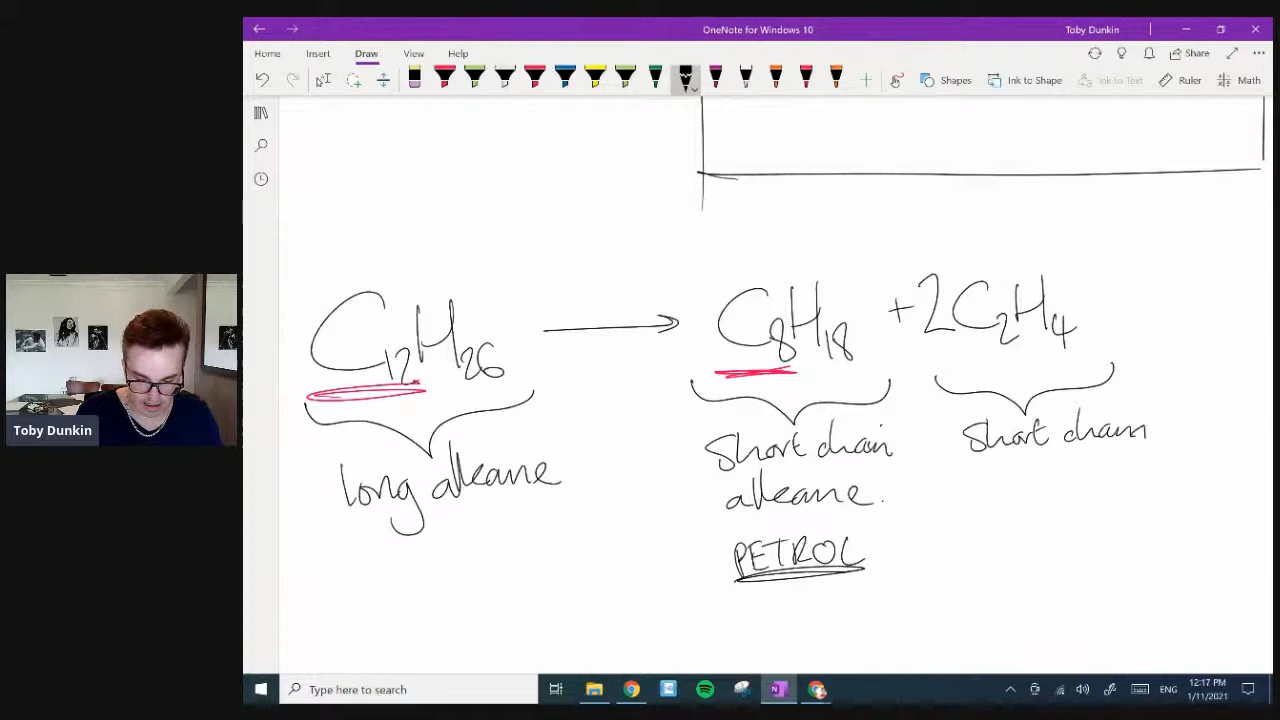 OneNote for Windows 10
Toby Dunkin
Home Insert Draw View Help
Share
Shapes Ink to Shape Ink to Text Ruler Math
C₁₂H₂₆ → C₈H₁₈ + 2C₂H₄
long alkane
short chain
alkane.
PETROL
short chain
Toby Dunkin
Type here to search
ENG
12:17 PM
1/11/2021